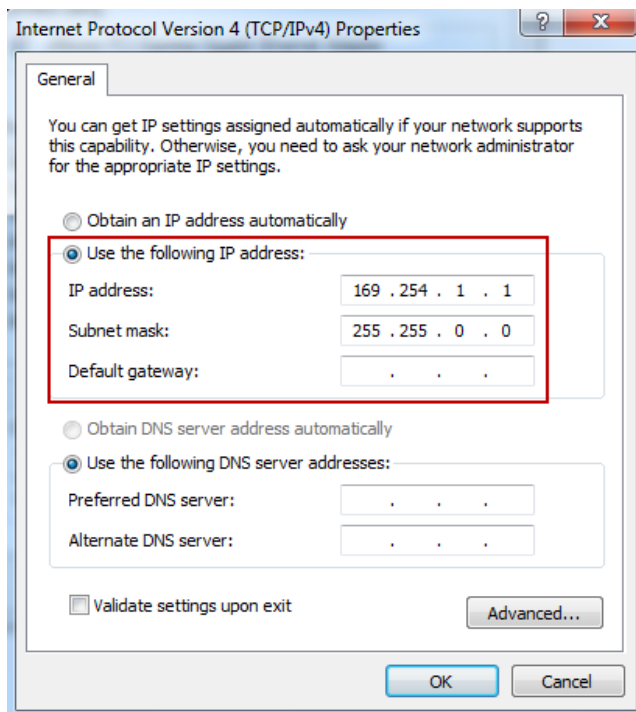 Internet Protocol Version 4 (TCP/IPv4) Properties
?
General
You can get IP settings assigned automatically if your network supports
this capability. Otherwise, you need to ask your network administrator
for the appropriate IP settings.
Obtain an IP address automatically
Use the following IP address:
IP address: 169 . 254 . 1 . 1
Subnet mask: 255 . 255 . 0 . 0
Default gateway: . . .
Obtain DNS server address automatically
Use the following DNS server addresses:
Preferred DNS server: . . .
Alternate DNS server: . . .
Validate settings upon exit
Advanced...
OK Cancel